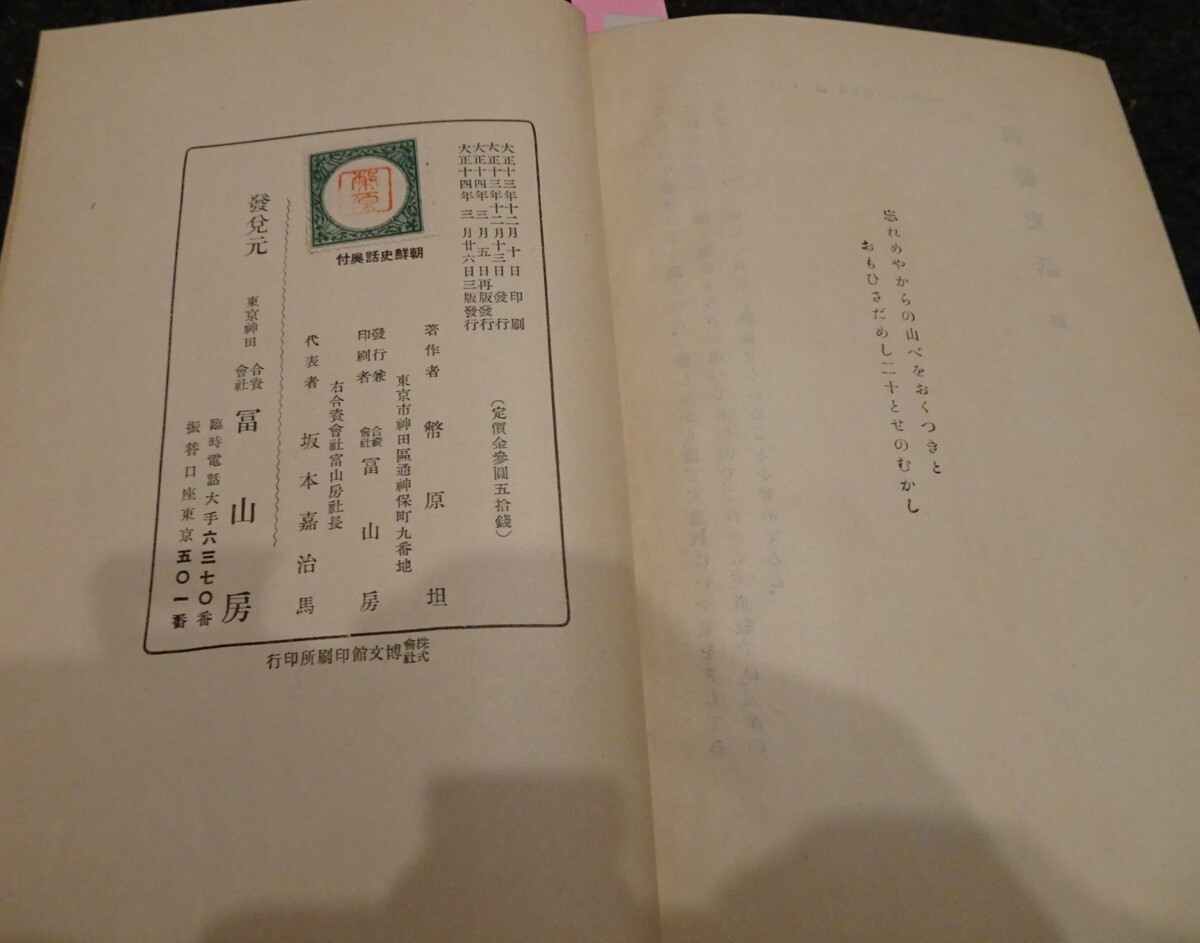 忘れめやからの山べをおくつきと
おもひさだめし二十とせのむかし
大正十三年十二月十日印刷
大正十三年十二月十三日發行
大正十四年三月五日再版發行
大正十四年三月廿六日三版發行
(定價金參圓五拾錢)
朝鮮史話奧付
著作者 幣原坦
東京市神田區通神保町九番地
發行兼印刷者 合資會社 冨山房
右合資會社冨山房社長
代表者 坂本嘉治馬
發兌元
東京神田 合資會社 冨山房
臨時電話大手六三七〇番
振替口座東京五〇一番
株式會社博文館印刷所印行